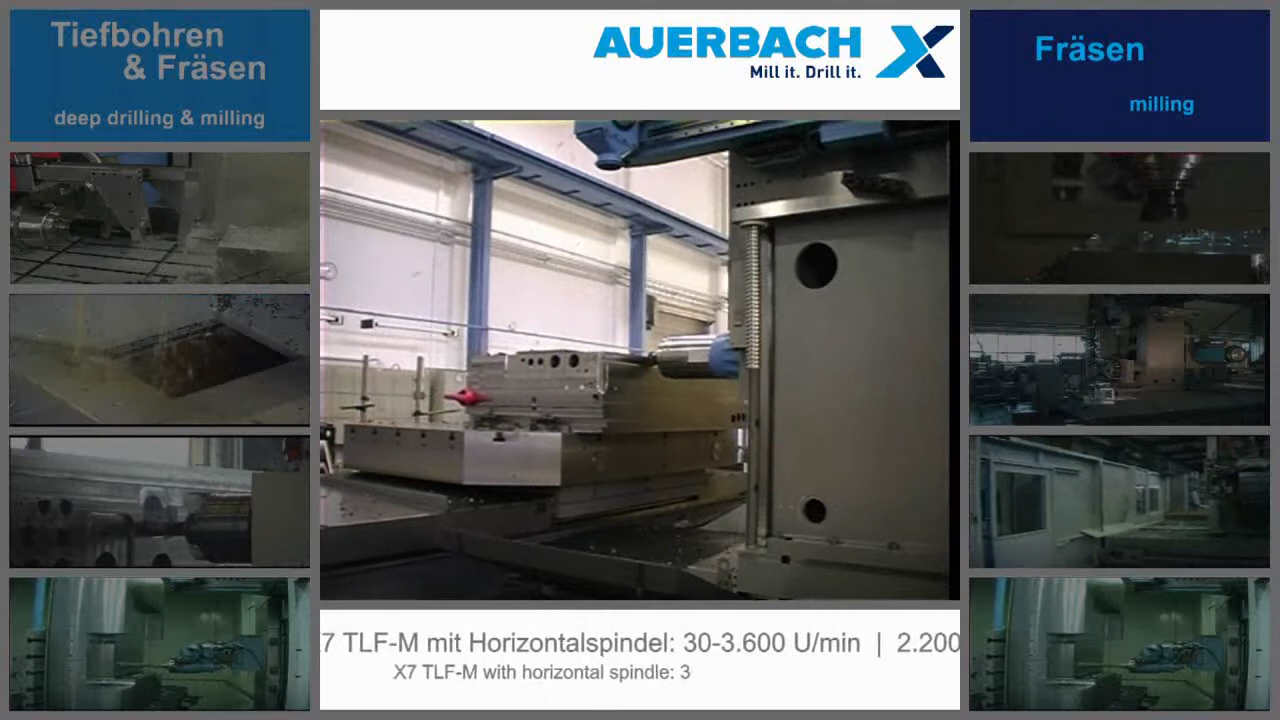 Tiefbohren
& Fräsen
deep drilling & milling
AUERBACH
Mill it. Drill it.
Fräsen
milling
7 TLF-M mit Horizontalspindel: 30-3.600 U/min | 2.200
X7 TLF-M with horizontal spindle: 3